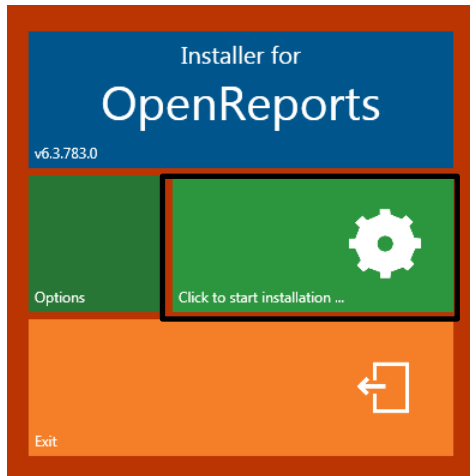 Installer for
OpenReports
v6.3.783.0
Options
Click to start installation ...
Exit